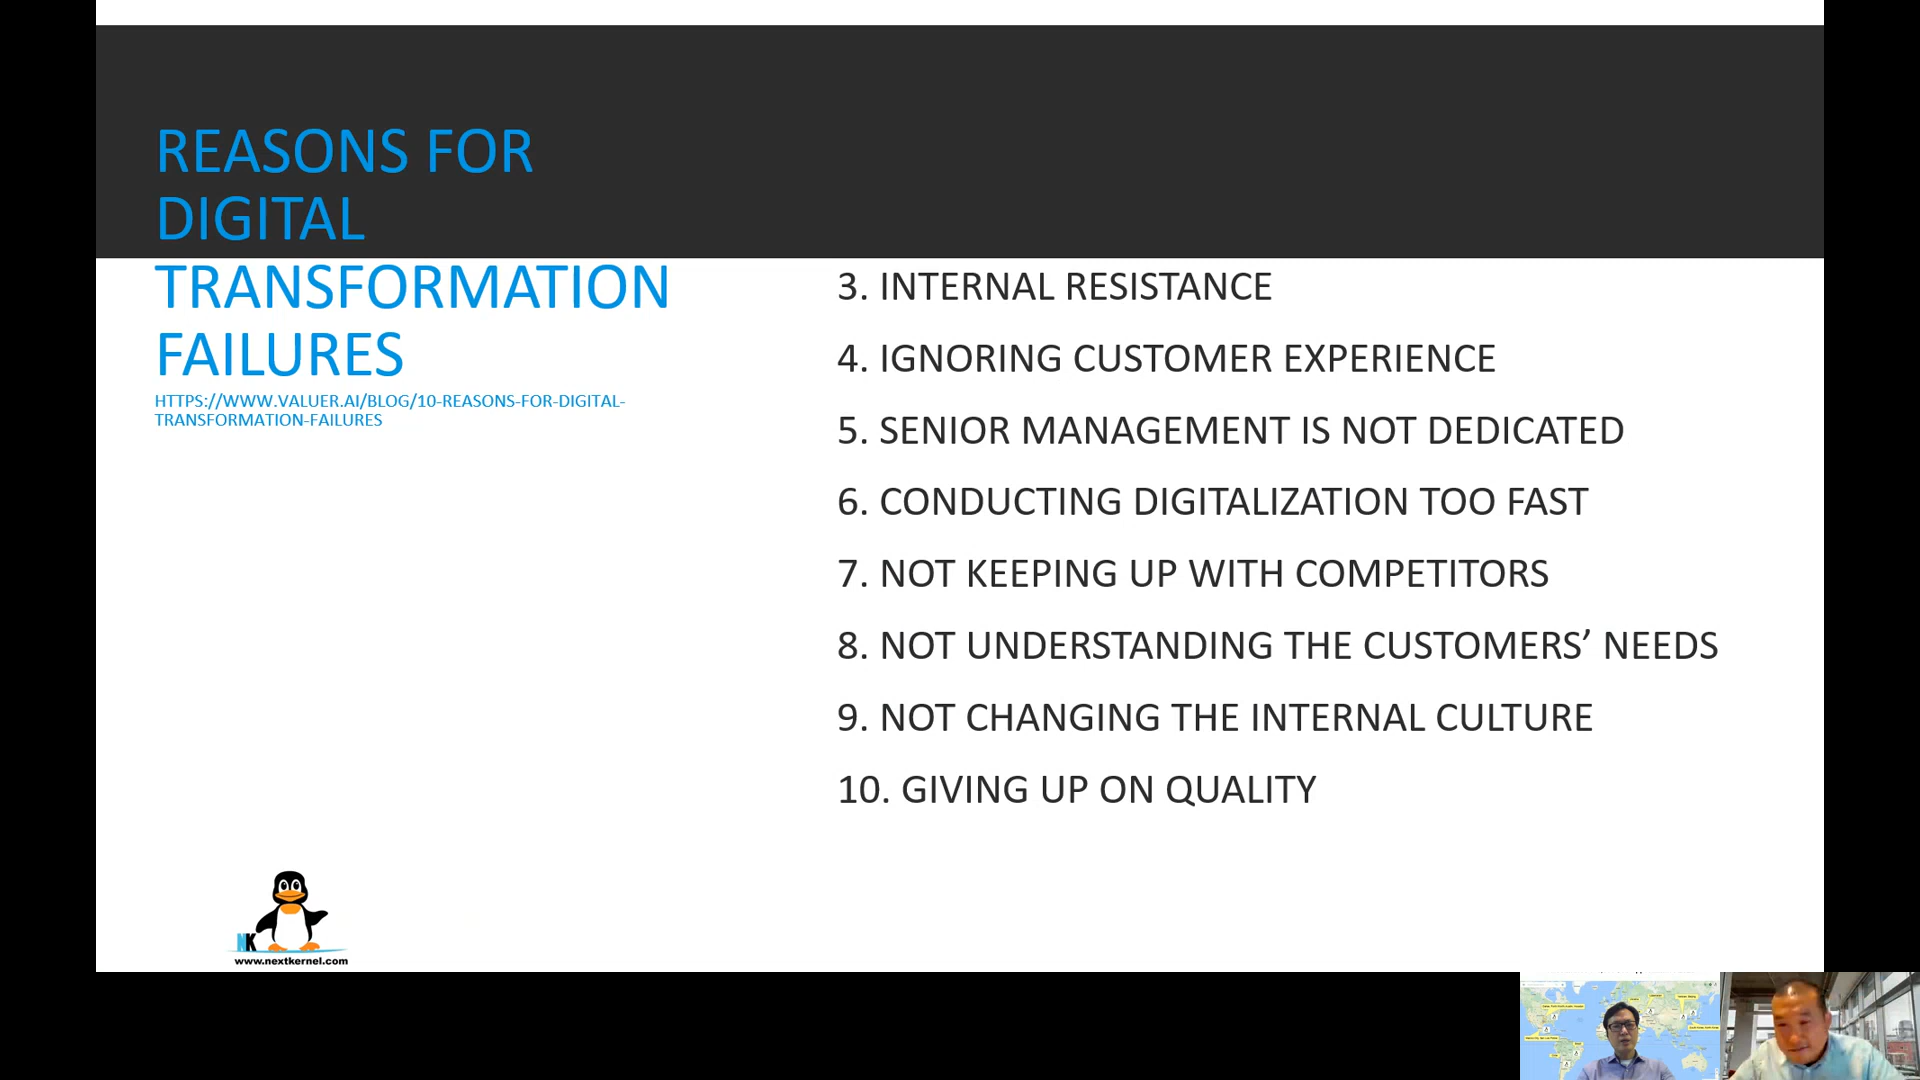 REASONS FOR
DIGITAL
TRANSFORMATION
FAILURES
HTTPS://WWW.VALUER.AI/BLOG/10-REASONS-FOR-DIGITAL-
TRANSFORMATION-FAILURES
3. INTERNAL RESISTANCE
4. IGNORING CUSTOMER EXPERIENCE
5. SENIOR MANAGEMENT IS NOT DEDICATED
6. CONDUCTING DIGITALIZATION TOO FAST
7. NOT KEEPING UP WITH COMPETITORS
8. NOT UNDERSTANDING THE CUSTOMERS’ NEEDS
9. NOT CHANGING THE INTERNAL CULTURE
10. GIVING UP ON QUALITY
NK
www.nextkernel.com